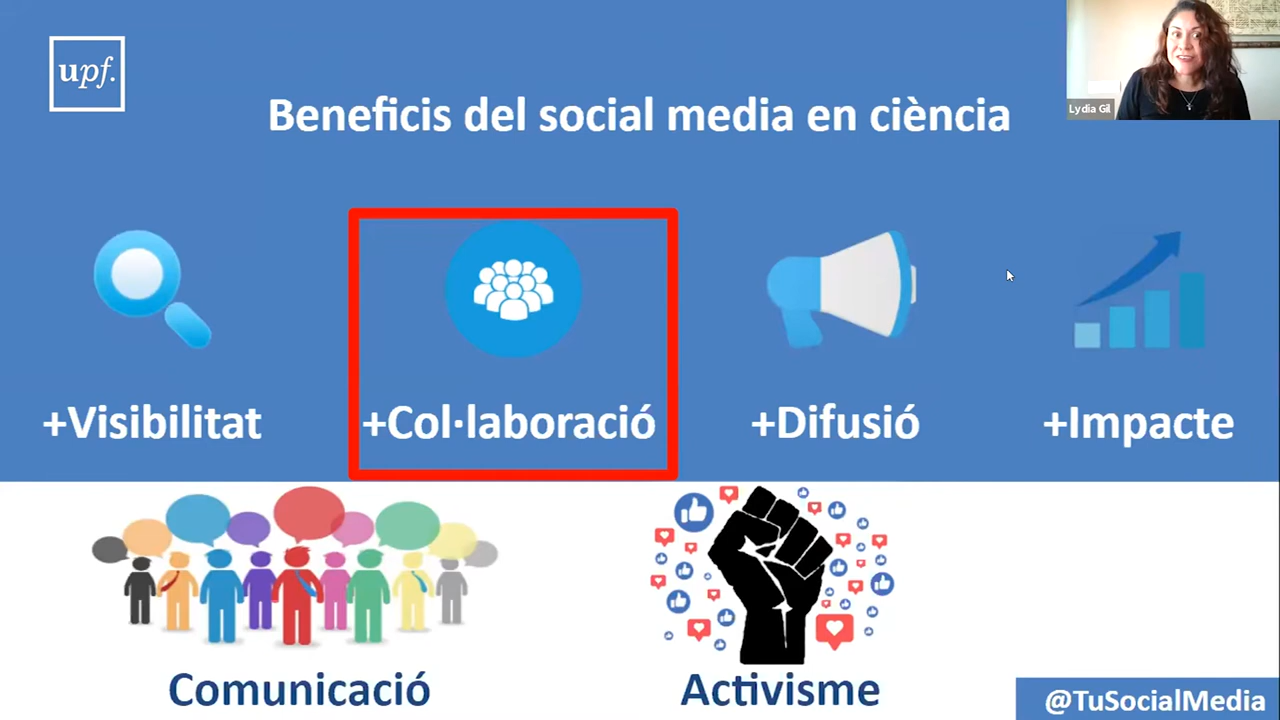 upf.
Beneficis del social media en ciència
Lydia Gil
+Visibilitat
+Col·laboració
+Difusió
+Impacte
Comunicació
Activisme
@TuSocialMedia